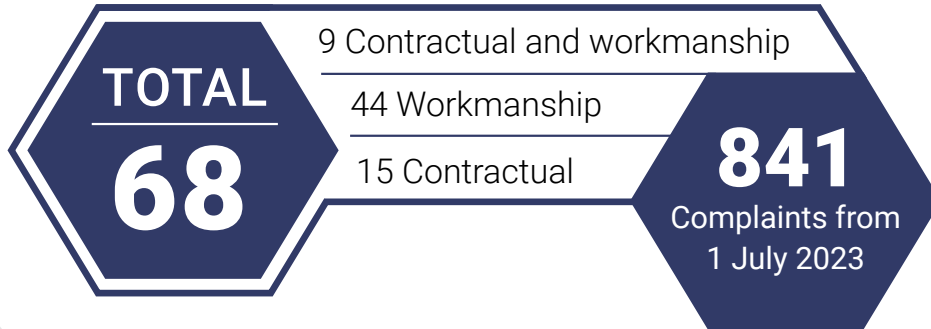 TOTAL
68
9 Contractual and workmanship
44 Workmanship
15 Contractual
841
Complaints from
1 July 2023